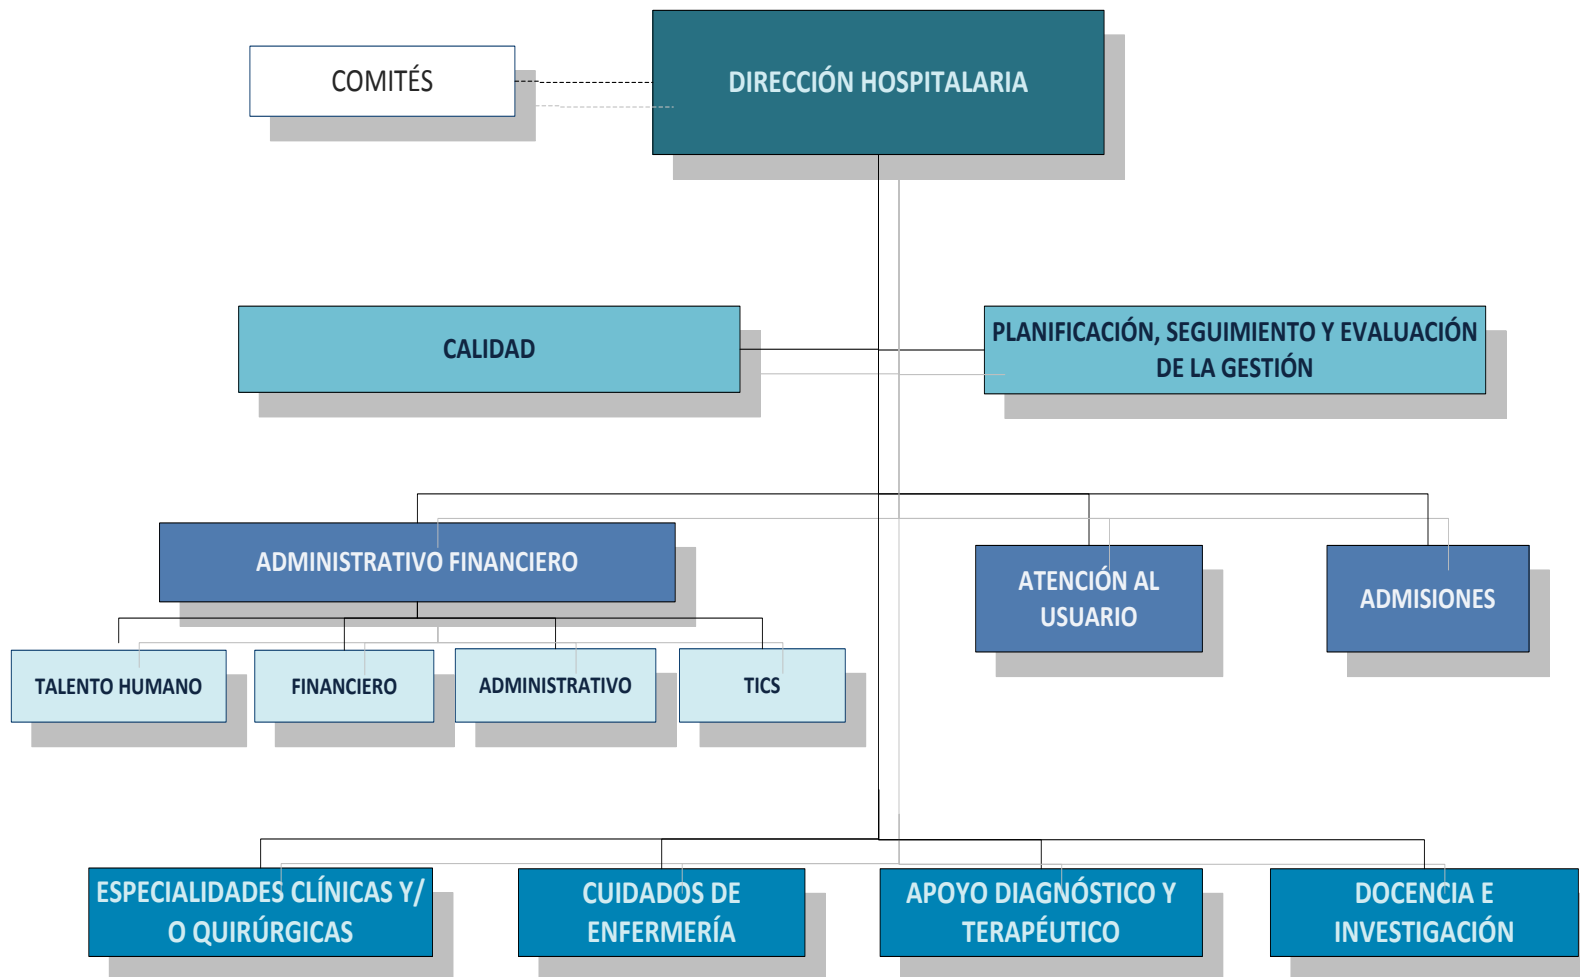 COMITÉS
DIRECCIÓN HOSPITALARIA
CALIDAD
PLANIFICACIÓN, SEGUIMIENTO Y EVALUACIÓN
DE LA GESTIÓN
ADMINISTRATIVO FINANCIERO
ATENCIÓN AL
USUARIO
ADMISIONES
TALENTO HUMANO
FINANCIERO
ADMINISTRATIVO
TICS
ESPECIALIDADES CLÍNICAS Y/
O QUIRÚRGICAS
CUIDADOS DE
ENFERMERÍA
APOYO DIAGNÓSTICO Y
TERAPÉUTICO
DOCENCIA E
INVESTIGACIÓN